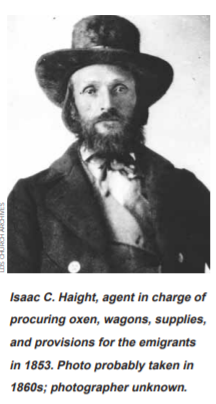 LDS CHURCH ARCHIVES
Isaac C. Haight, agent in charge of
procuring oxen, wagons, supplies,
and provisions for the emigrants
in 1853. Photo probably taken in
1860s; photographer unknown.